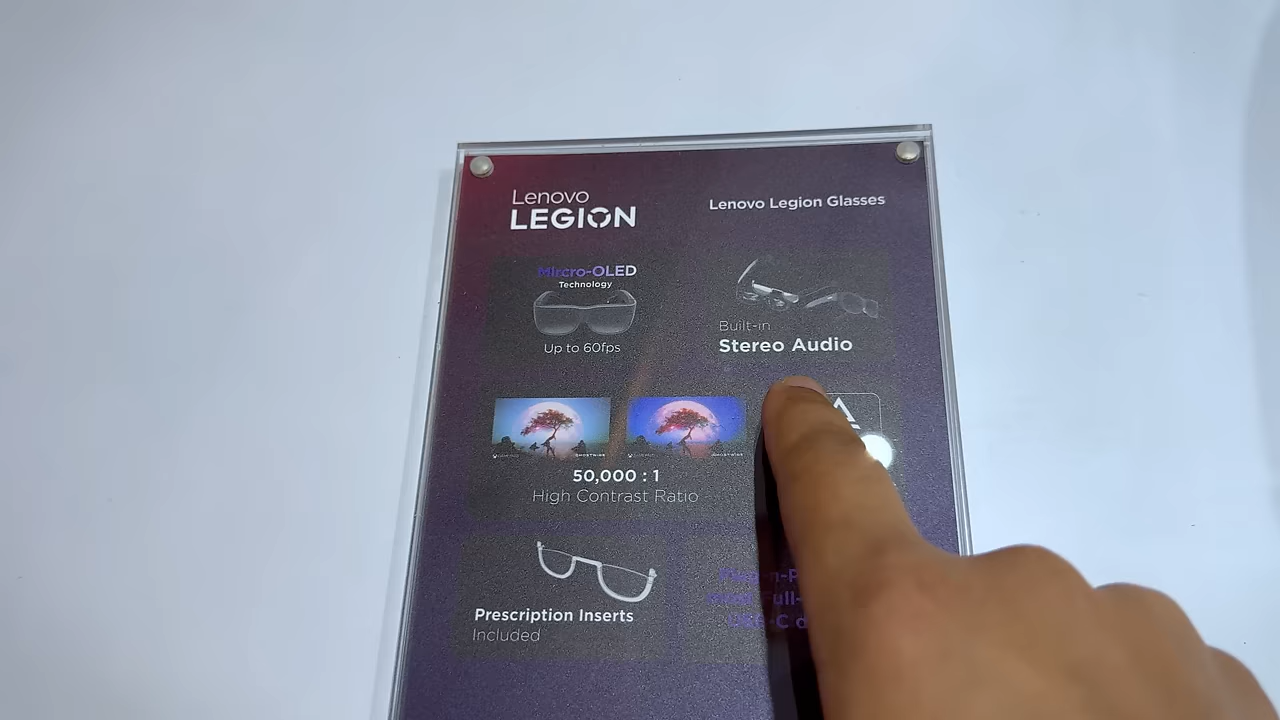 Lenovo
LEGION
Lenovo Legion Glasses
Mircro-OLED
Technology
Up to 60fps
Built-in
Stereo Audio
50,000 : 1
High Contrast Ratio
Prescription Inserts
Included